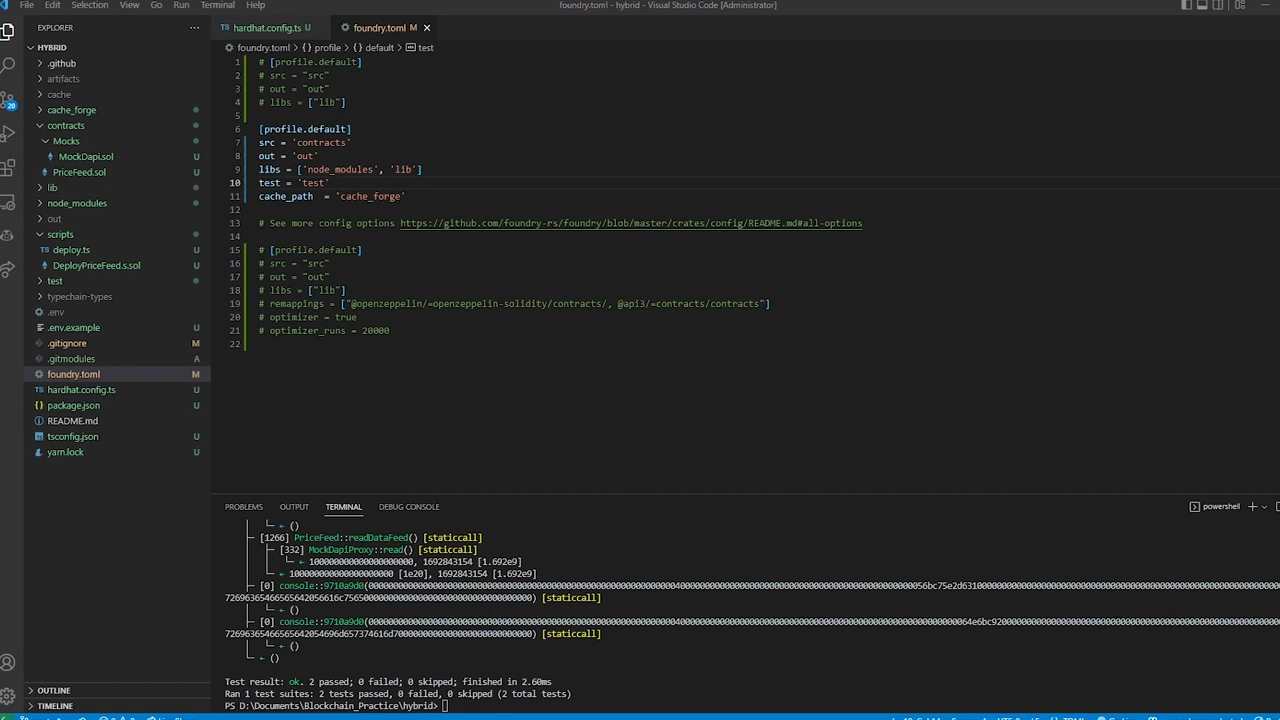 File Edit Selection View Go Run Terminal Help
foundry.toml - hybrid - Visual Studio Code [Administrator]
EXPLORER
HYBRID
.github
artifacts
cache
cache_forge
contracts
Mocks
MockDapi.sol U
PriceFeed.sol U
lib
node_modules
out
scripts
deploy.ts U
DeployPriceFeed.s.sol U
test
typechain-types
.env
.env.example U
.gitignore M
.gitmodules A
foundry.toml M
hardhat.config.ts U
package.json U
README.md
tsconfig.json U
yarn.lock U
OUTLINE
TIMELINE
20
TS hardhat.config.ts U
foundry.toml M
foundry.toml > { } profile > { } default > test
1 # [profile.default]
2 # src = "src"
3 # out = "out"
4 # libs = ["lib"]
5
6 [profile.default]
7 src = 'contracts'
8 out = 'out'
9 libs = ['node_modules', 'lib']
10 test = 'test'
11 cache_path  = 'cache_forge'
12
13 # See more config options https://github.com/foundry-rs/foundry/blob/master/crates/config/README.md#all-options
14
15 # [profile.default]
16 # src = "src"
17 # out = "out"
18 # libs = ["lib"]
19 # remappings = ["@openzeppelin/=openzeppelin-solidity/contracts/, @api3/=contracts/contracts"]
20 # optimizer = true
21 # optimizer_runs = 20000
22
PROBLEMS OUTPUT TERMINAL DEBUG CONSOLE
powershell
← ()
[1266] PriceFeed::readDataFeed() [staticcall]
[332] MockDapiProxy::read() [staticcall]
← 1692843154 [1.692e9]
← [1e20], 1692843154 [1.692e9]
[0] console::9710a9d0(
[staticcall]
← ()
[0] console::9710a9d0(
[staticcall]
← ()
← ()
Test result: ok. 2 passed; 0 failed; 0 skipped; finished in 2.60ms
Ran 1 test suites: 2 tests passed, 0 failed, 0 skipped (2 total tests)
PS D:\Documents\Blockchain_Practice\hybrid>